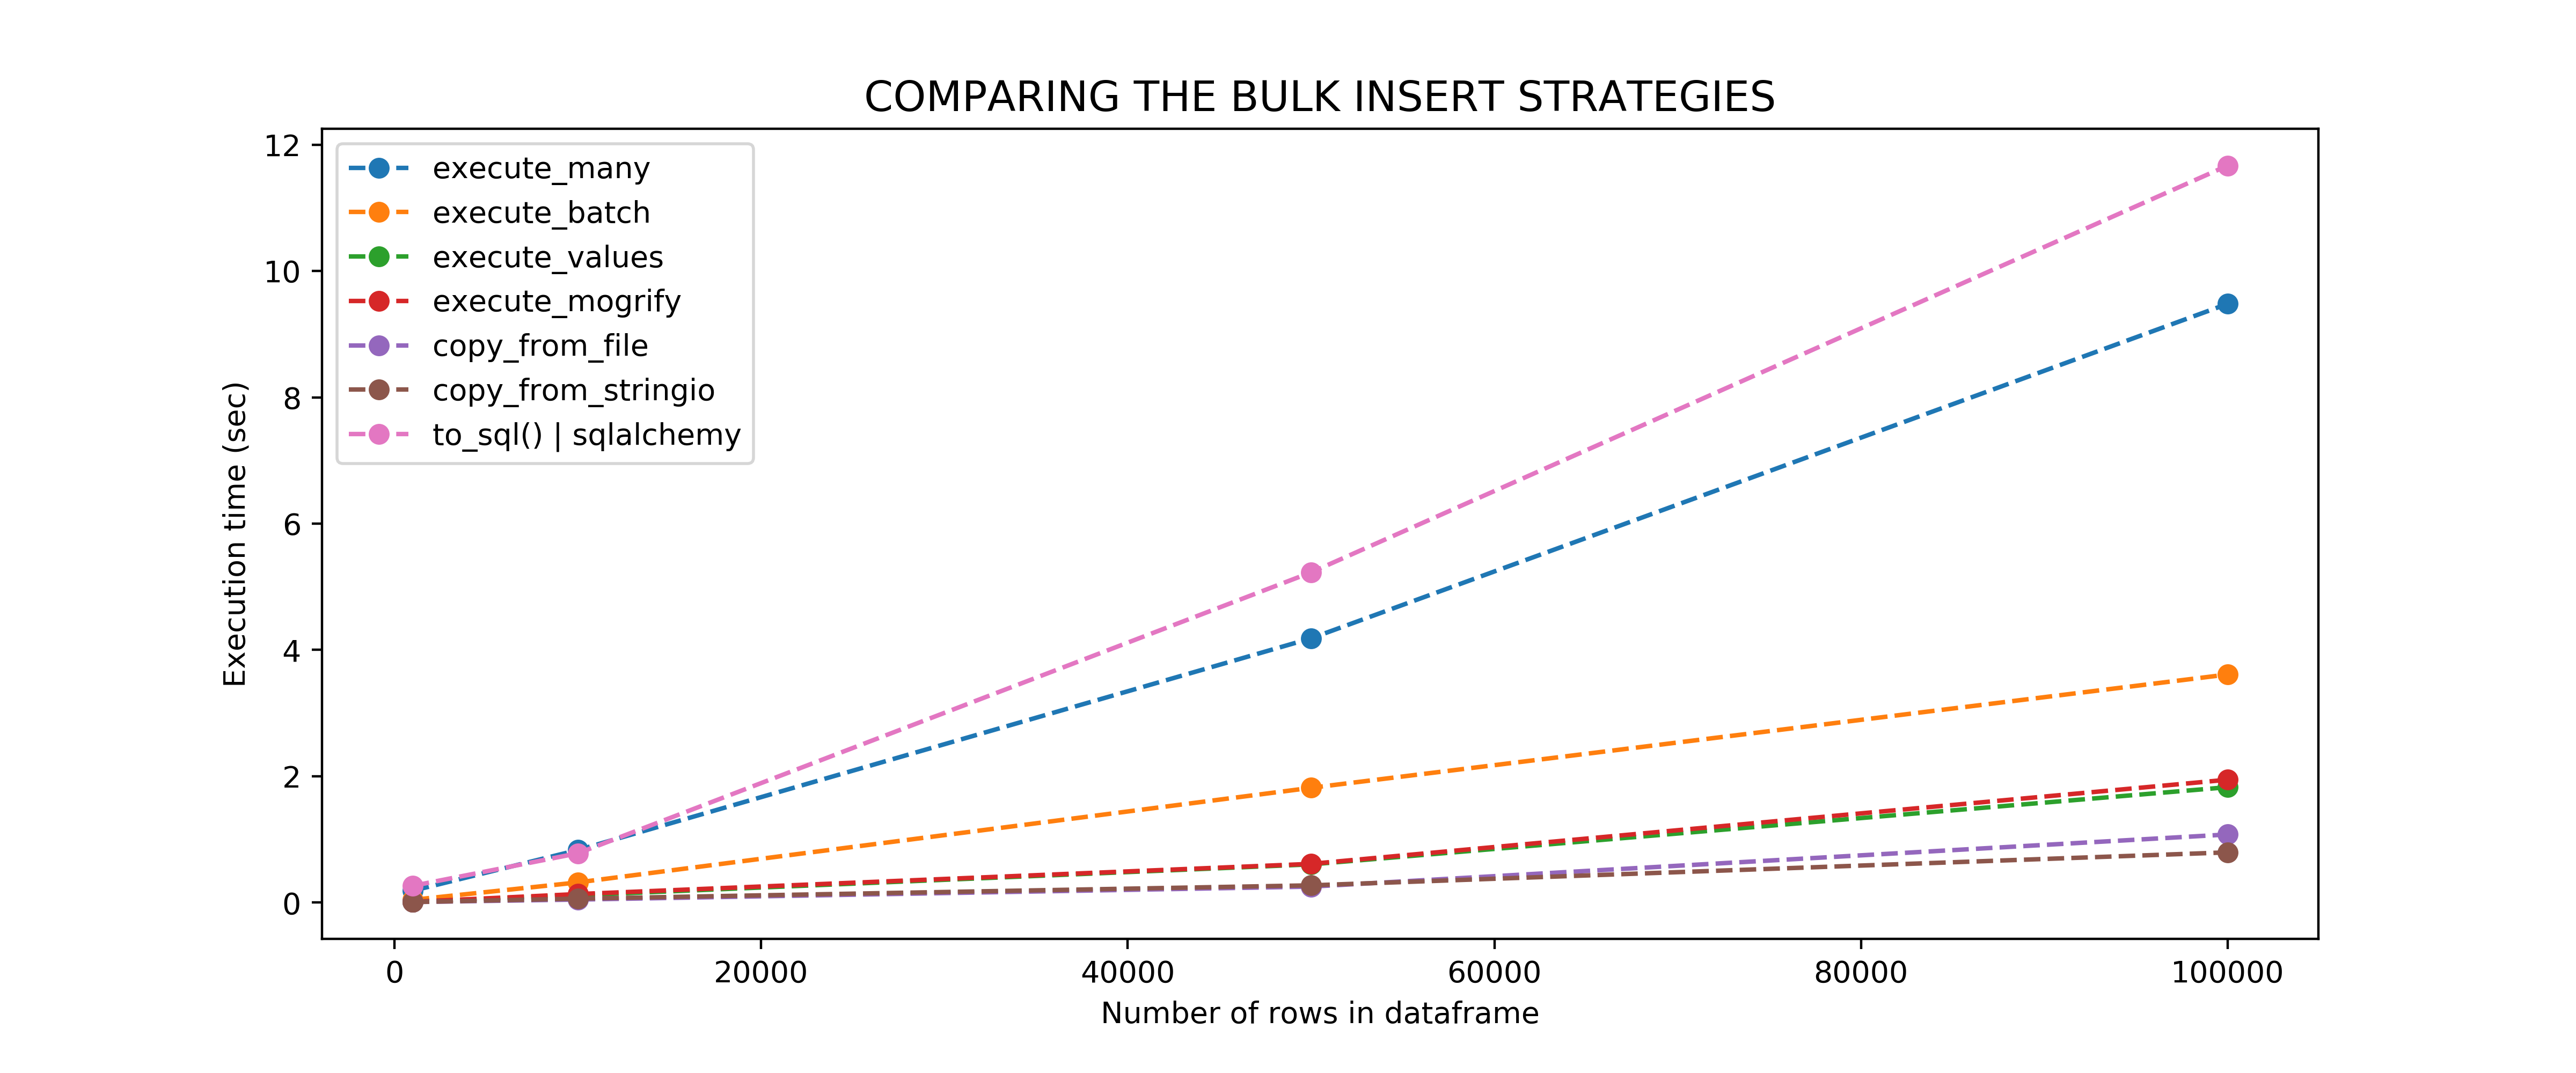 COMPARING THE BULK INSERT STRATEGIES
12
10
8
6
4
2
0
Execution time (sec)
execute_many
execute_batch
execute_values
execute_mogrify
copy_from_file
copy_from_stringio
to_sql() | sqlalchemy
0 20000 40000 60000 80000 100000
Number of rows in dataframe